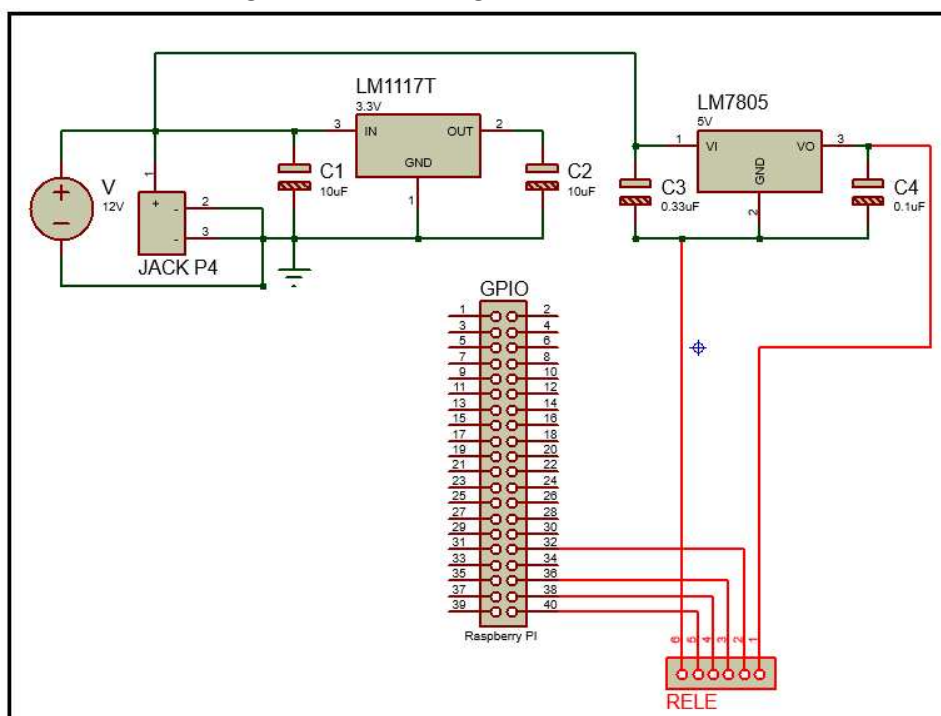 LM1117T
3.3V
3 IN OUT 2
GND
1
LM7805
5V
1 VI VO 3
GND
2
V
12V
1
+ - 2
- 3
JACK P4
C1
10uF
C2
10uF
C3
0.33uF
C4
0.1uF
GPIO
1 2
3 4
5 6
7 8
9 10
11 12
13 14
15 16
17 18
19 20
21 22
23 24
25 26
27 28
29 30
31 32
33 34
35 36
37 38
39 40
Raspberry PI
6 5 4 3 2 1
RELE